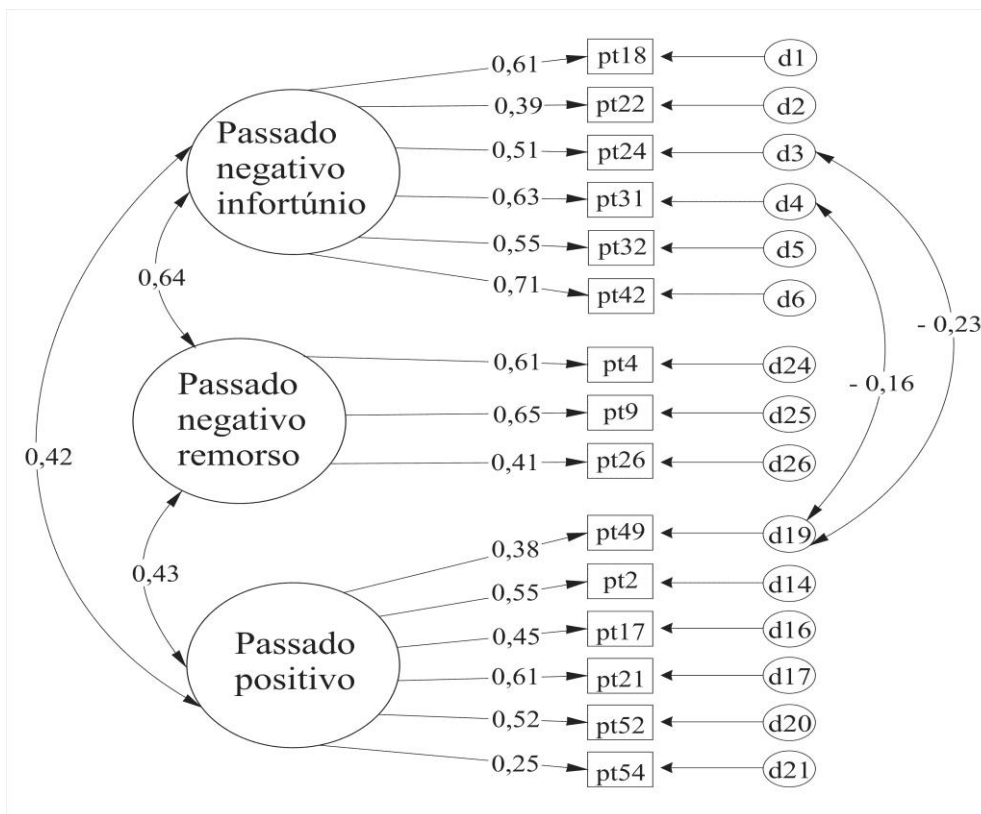 0,61 pt18 d1
0,39 pt22 d2
Passado
negativo
infortúnio
0,51 pt24 d3
0,63 pt31 d4
0,55 pt32 d5
0,71 pt42 d6
0,64
- 0,23
- 0,16
Passado
negativo
remorso
0,61 pt4 d24
0,65 pt9 d25
0,41 pt26 d26
0,42
0,43
0,38 pt49 d19
0,55 pt2 d14
Passado
positivo
0,45 pt17 d16
0,61 pt21 d17
0,52 pt52 d20
0,25 pt54 d21